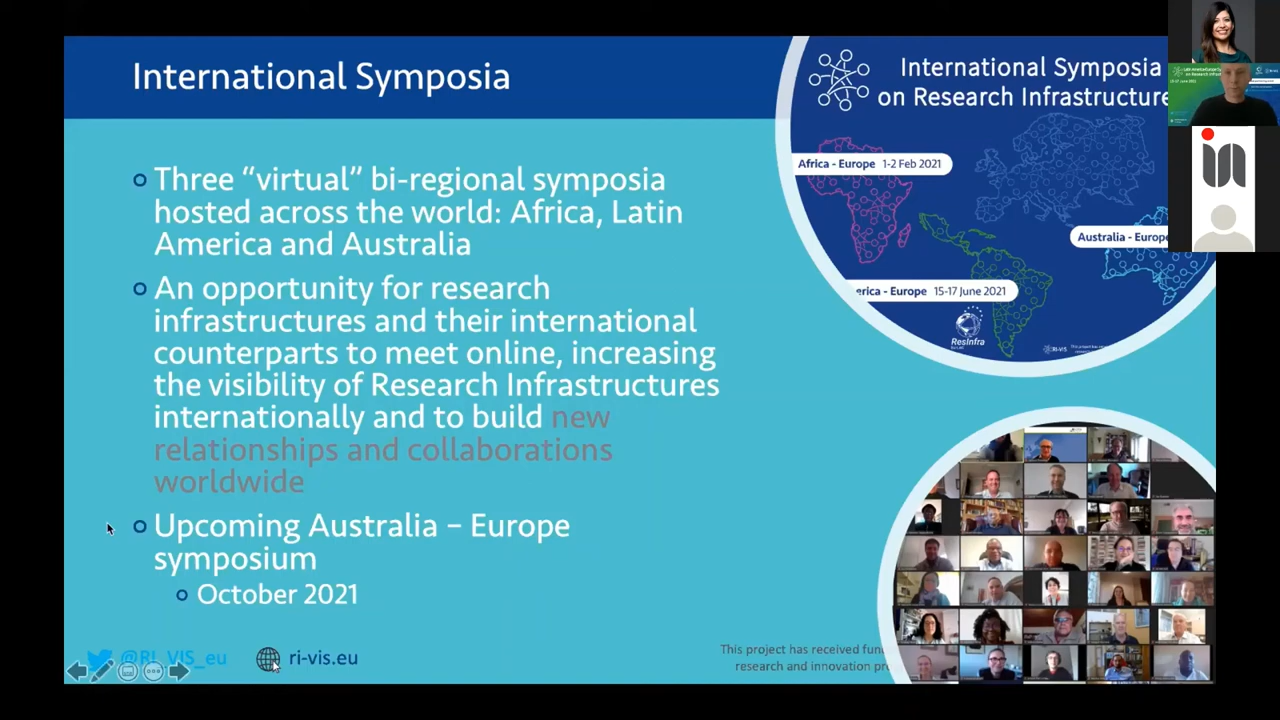 International Symposia
Three “virtual” bi-regional symposia
hosted across the world: Africa, Latin
America and Australia
An opportunity for research
infrastructures and their international
counterparts to meet online, increasing
the visibility of Research Infrastructures
internationally and to build new
relationships and collaborations
worldwide
Upcoming Australia – Europe
symposium
October 2021
@RI_VIS_eu
ri-vis.eu
This project has received
research and innovation
International Symposia
on Research Infrastructure
Africa - Europe 1-2 Feb 2021
Australia - Europe
erica - Europe 15-17 June 2021
ResInfra
RI-VIS